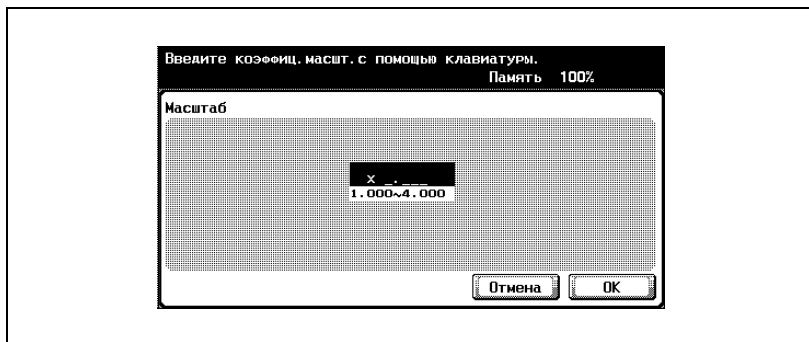 Введите коэффиц.масшт.с помощью клавиатуры.
Память 100%
Масштаб
x _.___
1.000~4.000
Отмена OK